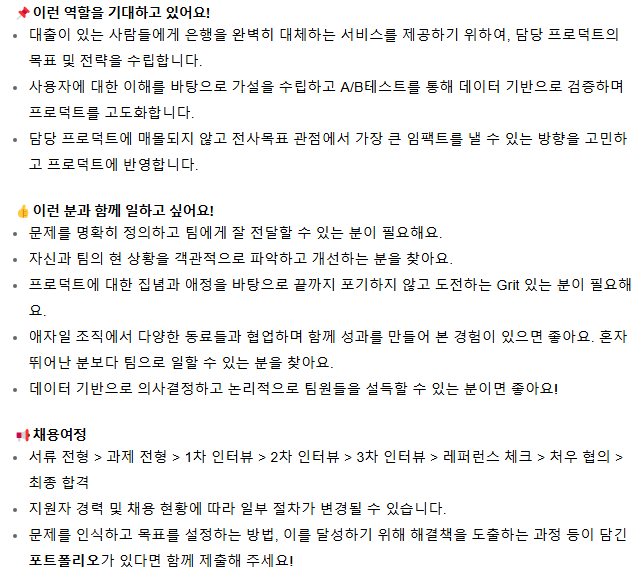 📌이런 역할을 기대하고 있어요!
대출이 있는 사람들에게 은행을 완벽히 대체하는 서비스를 제공하기 위하여, 담당 프로덕트의
목표 및 전략을 수립합니다.
사용자에 대한 이해를 바탕으로 가설을 수립하고 A/B테스트를 통해 데이터 기반으로 검증하며
프로덕트를 고도화합니다.
담당 프로덕트에 매몰되지 않고 전사목표 관점에서 가장 큰 임팩트를 낼 수 있는 방향을 고민하
고 프로덕트에 반영합니다.
👍이런 분과 함께 일하고 싶어요!
문제를 명확히 정의하고 팀에게 잘 전달할 수 있는 분이 필요해요.
자신과 팀의 현 상황을 객관적으로 파악하고 개선하는 분을 찾아요.
프로덕트에 대한 집념과 애정을 바탕으로 끝까지 포기하지 않고 도전하는 Grit 있는 분이 필요해
요.
애자일 조직에서 다양한 동료들과 협업하며 함께 성과를 만들어 본 경험이 있으면 좋아요. 혼자
뛰어난 분보다 팀으로 일할 수 있는 분을 찾아요.
데이터 기반으로 의사결정하고 논리적으로 팀원들을 설득할 수 있는 분이면 좋아요!
📢채용여정
서류 전형 > 과제 전형 > 1차 인터뷰 > 2차 인터뷰 > 3차 인터뷰 > 레퍼런스 체크 > 처우 협의 >
최종 합격
지원자 경력 및 채용 현황에 따라 일부 절차가 변경될 수 있습니다.
문제를 인식하고 목표를 설정하는 방법, 이를 달성하기 위해 해결책을 도출하는 과정 등이 담긴
포트폴리오가 있다면 함께 제출해 주세요!